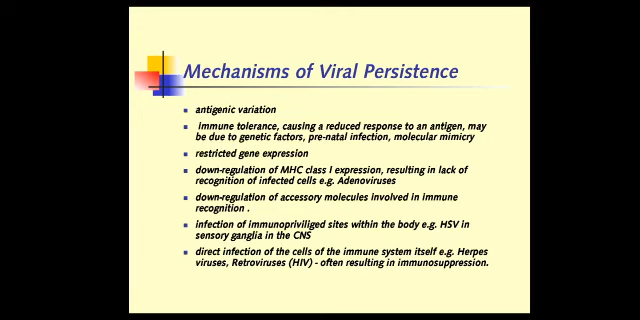 Mechanisms of Viral Persistence
antigenic variation
Immune tolerance, causing a reduced response to an antigen, may
be due to genetic factors, pre-natal infection, molecular mimicry
restricted gene expression
down-regulation of MHC class I expression, resulting in lack of
recognition of infected cells e.g. Adenoviruses
down-regulation of accessory molecules involved in immune
recognition .
infection of immunopriviliged sites within the body e.g. HSV in
sensory ganglia in the CNS
direct infection of the cells of the immune system itself e.g. Herpes
viruses, Retroviruses (HIV) - often resulting in immunosuppression.